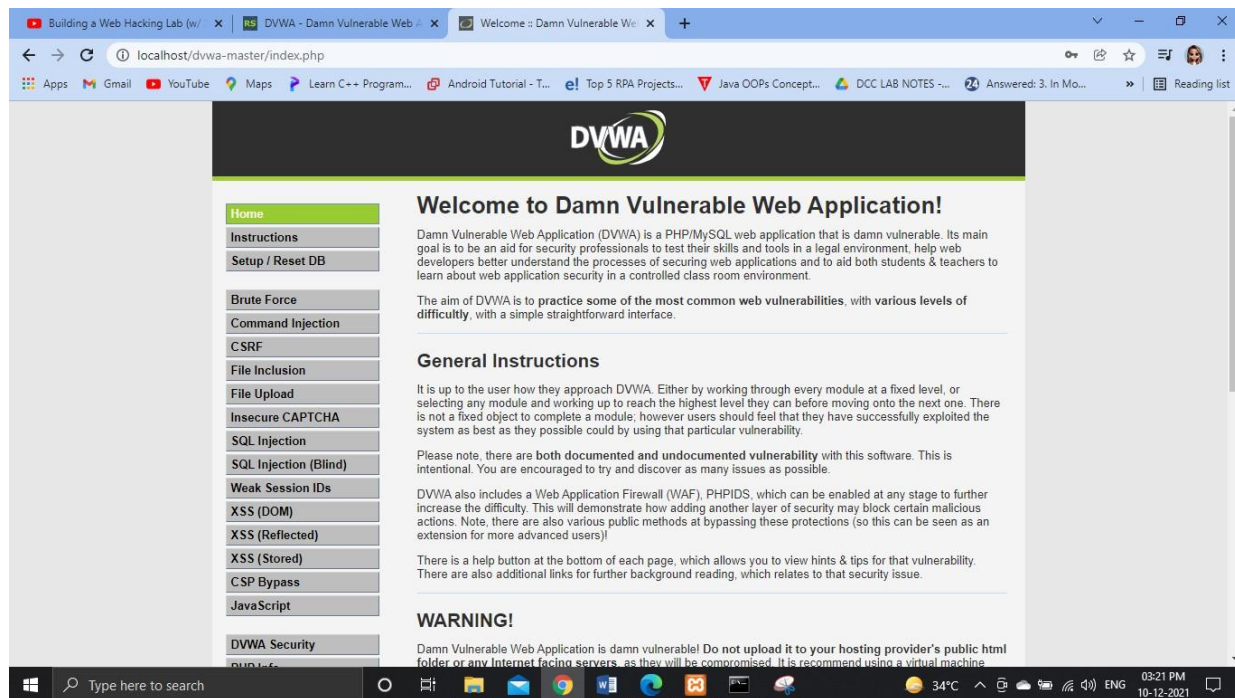 Building a Web Hacking Lab (w/
DVWA - Damn Vulnerable Web A
Welcome :: Damn Vulnerable We
localhost/dvwa-master/index.php
Apps Gmail YouTube Maps Learn C++ Program... Android Tutorial - T... Top 5 RPA Projects... Java OOPs Concept... DCC LAB NOTES -... Answered: 3. In Mo... » Reading list
DVWA
Home
Instructions
Setup / Reset DB
Brute Force
Command Injection
CSRF
File Inclusion
File Upload
Insecure CAPTCHA
SQL Injection
SQL Injection (Blind)
Weak Session IDs
XSS (DOM)
XSS (Reflected)
XSS (Stored)
CSP Bypass
JavaScript
DVWA Security
PHP Info
Welcome to Damn Vulnerable Web Application!
Damn Vulnerable Web Application (DVWA) is a PHP/MySQL web application that is damn vulnerable. Its main
goal is to be an aid for security professionals to test their skills and tools in a legal environment, help web
developers better understand the processes of securing web applications and to aid both students & teachers to
learn about web application security in a controlled class room environment.
The aim of DVWA is to practice some of the most common web vulnerabilities, with various levels of
difficultly, with a simple straightforward interface.
General Instructions
It is up to the user how they approach DVWA. Either by working through every module at a fixed level, or
selecting any module and working up to reach the highest level they can before moving onto the next one. There
is not a fixed object to complete a module; however users should feel that they have successfully exploited the
system as best as they possible could by using that particular vulnerability.
Please note, there are both documented and undocumented vulnerability with this software. This is
intentional. You are encouraged to try and discover as many issues as possible.
DVWA also includes a Web Application Firewall (WAF), PHPIDS, which can be enabled at any stage to further
increase the difficulty. This will demonstrate how adding another layer of security may block certain malicious
actions. Note, there are also various public methods at bypassing these protections (so this can be seen as an
extension for more advanced users)!
There is a help button at the bottom of each page, which allows you to view hints & tips for that vulnerability.
There are also additional links for further background reading, which relates to that security issue.
WARNING!
Damn Vulnerable Web Application is damn vulnerable! Do not upload it to your hosting provider's public html
folder or any Internet facing servers, as they will be compromised. It is recommend using a virtual machine
Type here to search
34°C
ENG
03:21 PM
10-12-2021